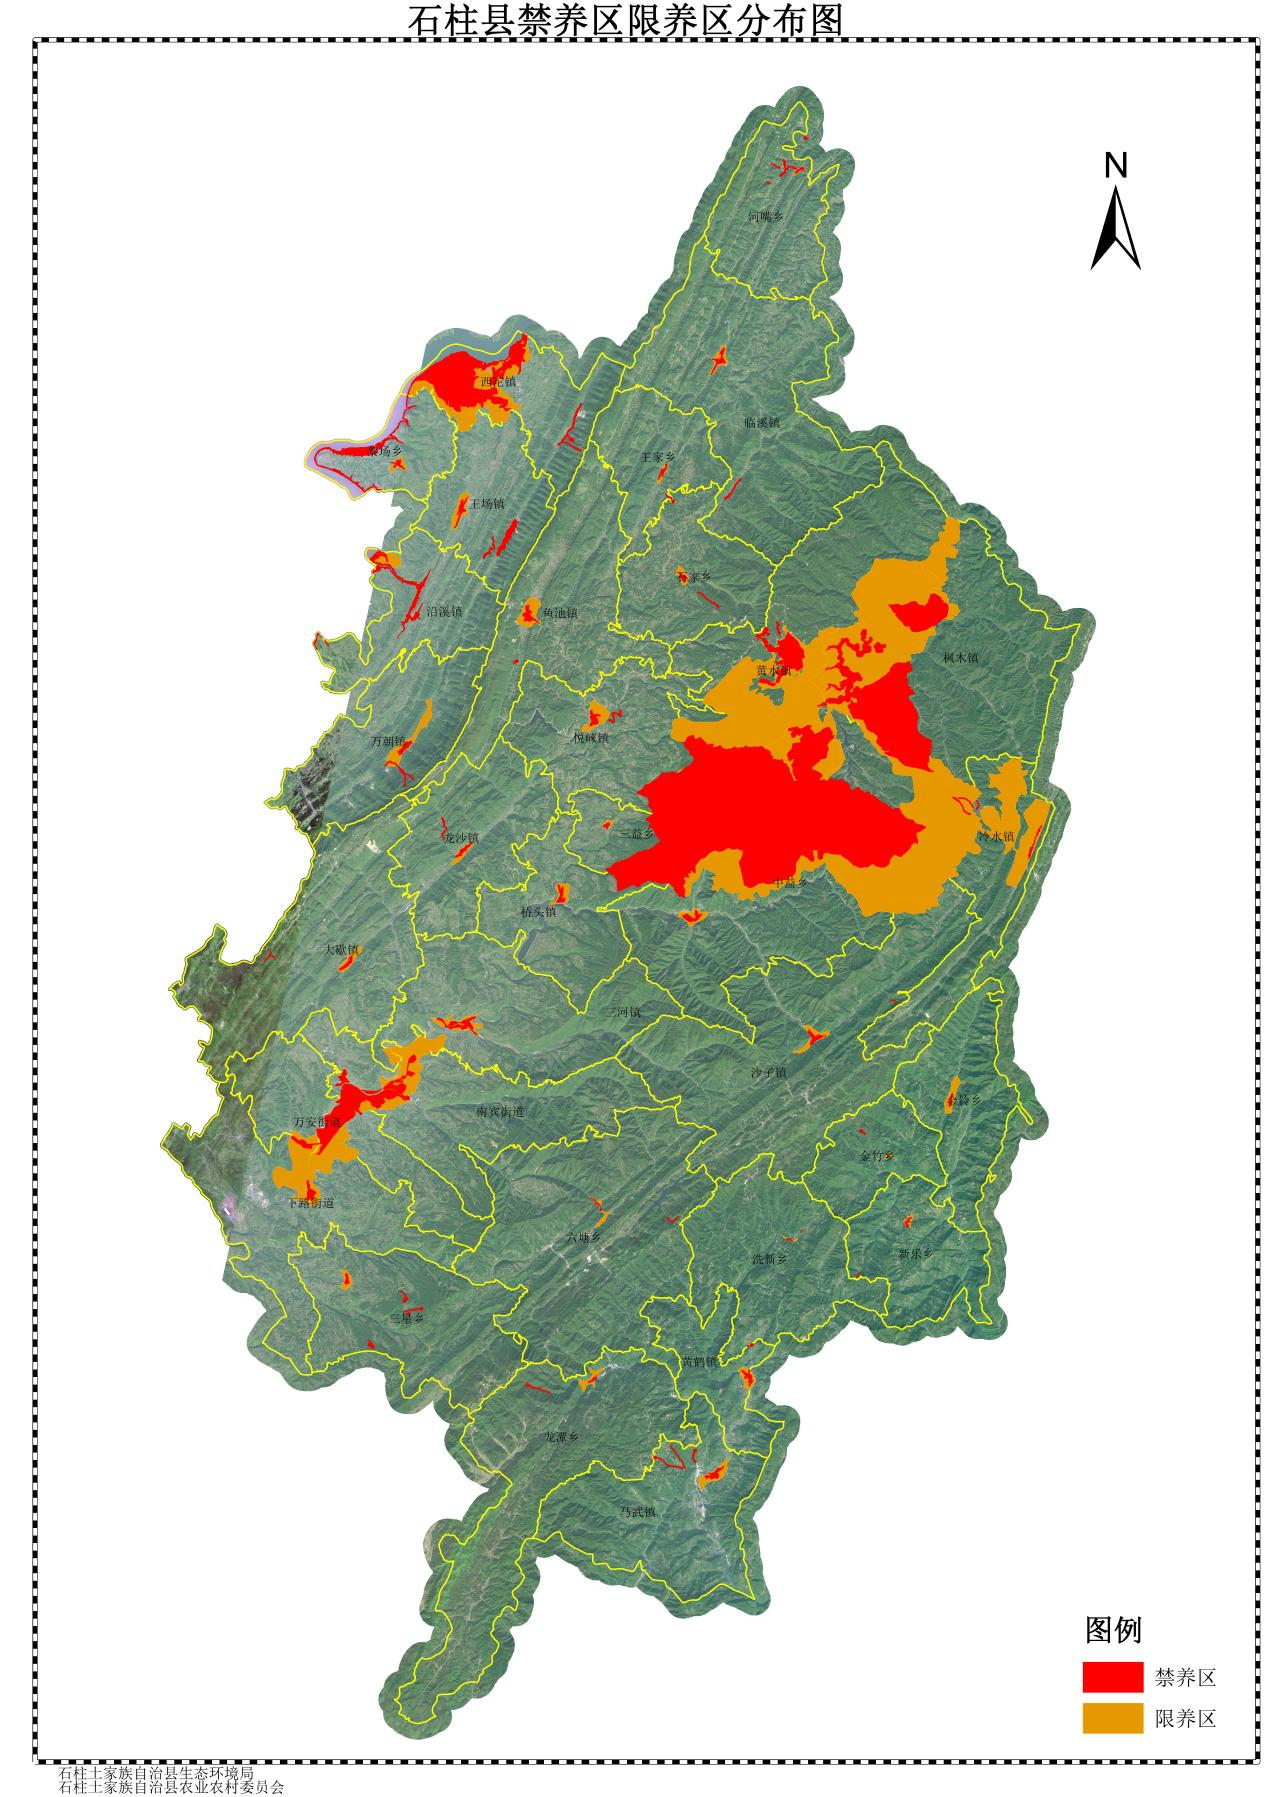 石柱县禁养区限养区分布图
N
河嘴乡
西沱镇
临溪镇
黎场乡
王家乡
王场镇
石家乡
沿溪镇
鱼池镇
枫木镇
黄水镇
万朝镇
悦崃镇
龙沙镇
三益乡
冷水镇
中益乡
桥头镇
大歇镇
三河镇
沙子镇
金铃乡
南宾街道
万安街道
金竹乡
下路街道
六塘乡
洗新乡
新乐乡
三星乡
黄鹤镇
龙潭乡
马武镇
图例
禁养区
限养区
石柱土家族自治县生态环境局
石柱土家族自治县农业农村委员会